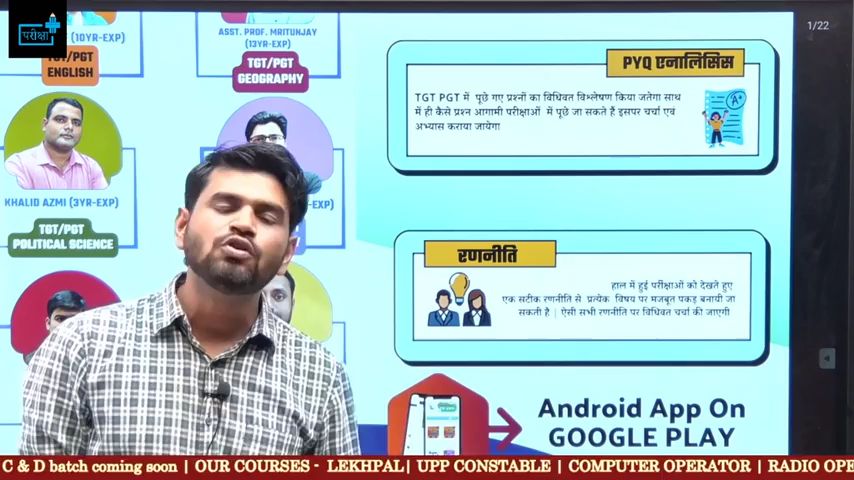 परीक्षा
(10YR-EXP)
TGT/PGT
ENGLISH
ASST. PROF. MRITUNJAY
(13YR-EXP)
TGT/PGT
GEOGRAPHY
KHALID AZMI (3YR-EXP)
TGT/PGT
POLITICAL SCIENCE
-EXP)
1/22
PYQ एनालिसिस
TGT PGT में पूछे गए प्रश्नों का विधिवत विश्लेषण किया जतेगा साथ
में ही कैसे प्रश्न आगामी परीक्षाओं में पूछे जा सकते हैं इसपर चर्चा एवं
अभ्यास कराया जायेगा
A+
रणनीति
हाल में हुई परीक्षाओं को देखते हुए
एक सटीक रणनीति से प्रत्येक विषय पर मजबूत पकड़ बनायी जा
सकती है | ऐसी सभी रणनीति पर विधिवत चर्चा की जाएगी
Android App On
GOOGLE PLAY
C & D batch coming soon | OUR COURSES - LEKHPAL| UPP CONSTABLE | COMPUTER OPERATOR | RADIO OPE